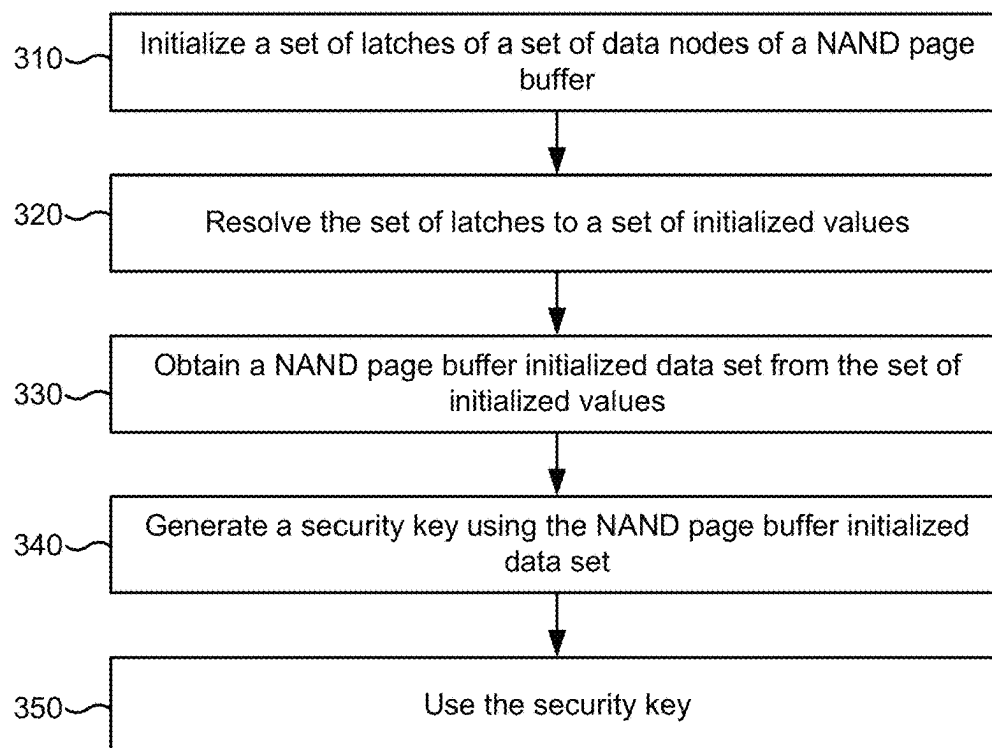 310
Initialize a set of latches of a set of data nodes of a NAND page
buffer
320
Resolve the set of latches to a set of initialized values
330
Obtain a NAND page buffer initialized data set from the set of
initialized values
340
Generate a security key using the NAND page buffer initialized
data set
350
Use the security key